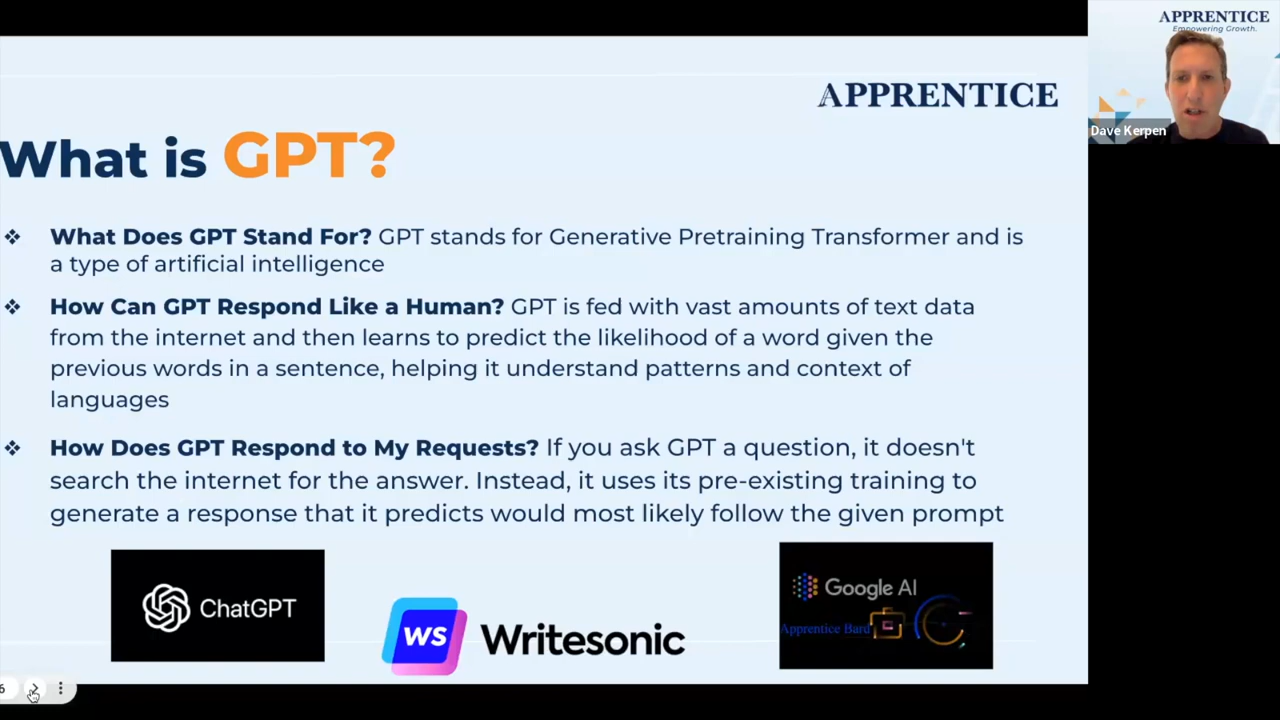 APPRENTICE
Empowering Growth.
Dave Kerpen
APPRENTICE
What is GPT?
❖ What Does GPT Stand For? GPT stands for Generative Pretraining Transformer and is
a type of artificial intelligence
❖ How Can GPT Respond Like a Human? GPT is fed with vast amounts of text data
from the internet and then learns to predict the likelihood of a word given the
previous words in a sentence, helping it understand patterns and context of
languages
❖ How Does GPT Respond to My Requests? If you ask GPT a question, it doesn't
search the internet for the answer. Instead, it uses its pre-existing training to
generate a response that it predicts would most likely follow the given prompt
ChatGPT
WS Writesonic
Google AI
Apprentice Bard
6